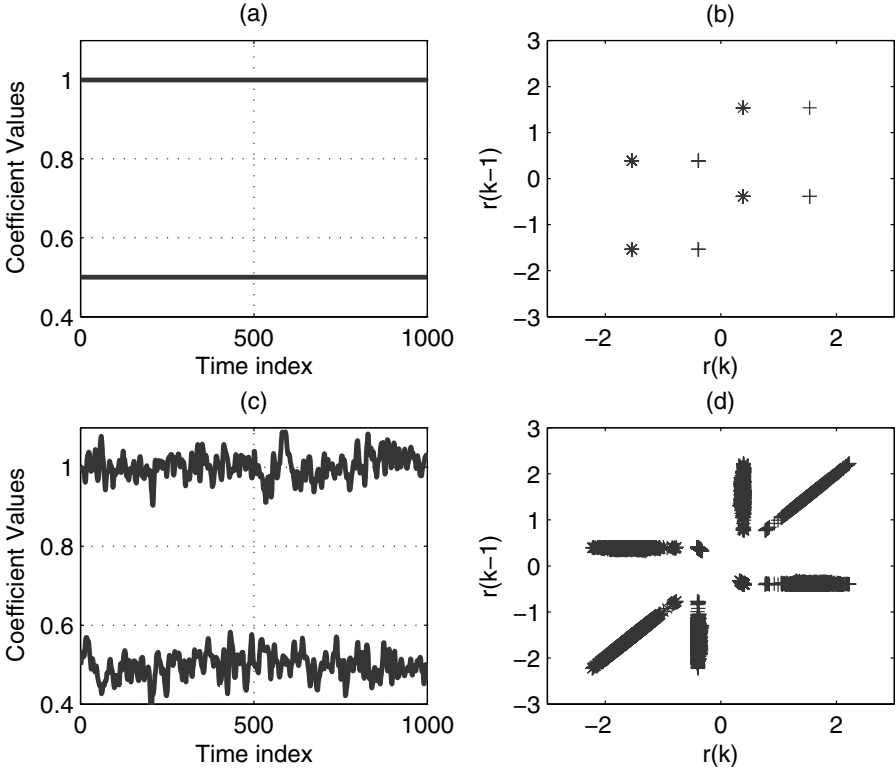 (a)
Coefficient Values
1
0.8
0.6
0.4
0
500
1000
Time index
(b)
r(k−1)
3
2
1
0
−1
−2
−3
−2
0
2
r(k)
(c)
Coefficient Values
1
0.8
0.6
0.4
0
500
1000
Time index
(d)
r(k−1)
3
2
1
0
−1
−2
−3
−2
0
2
r(k)